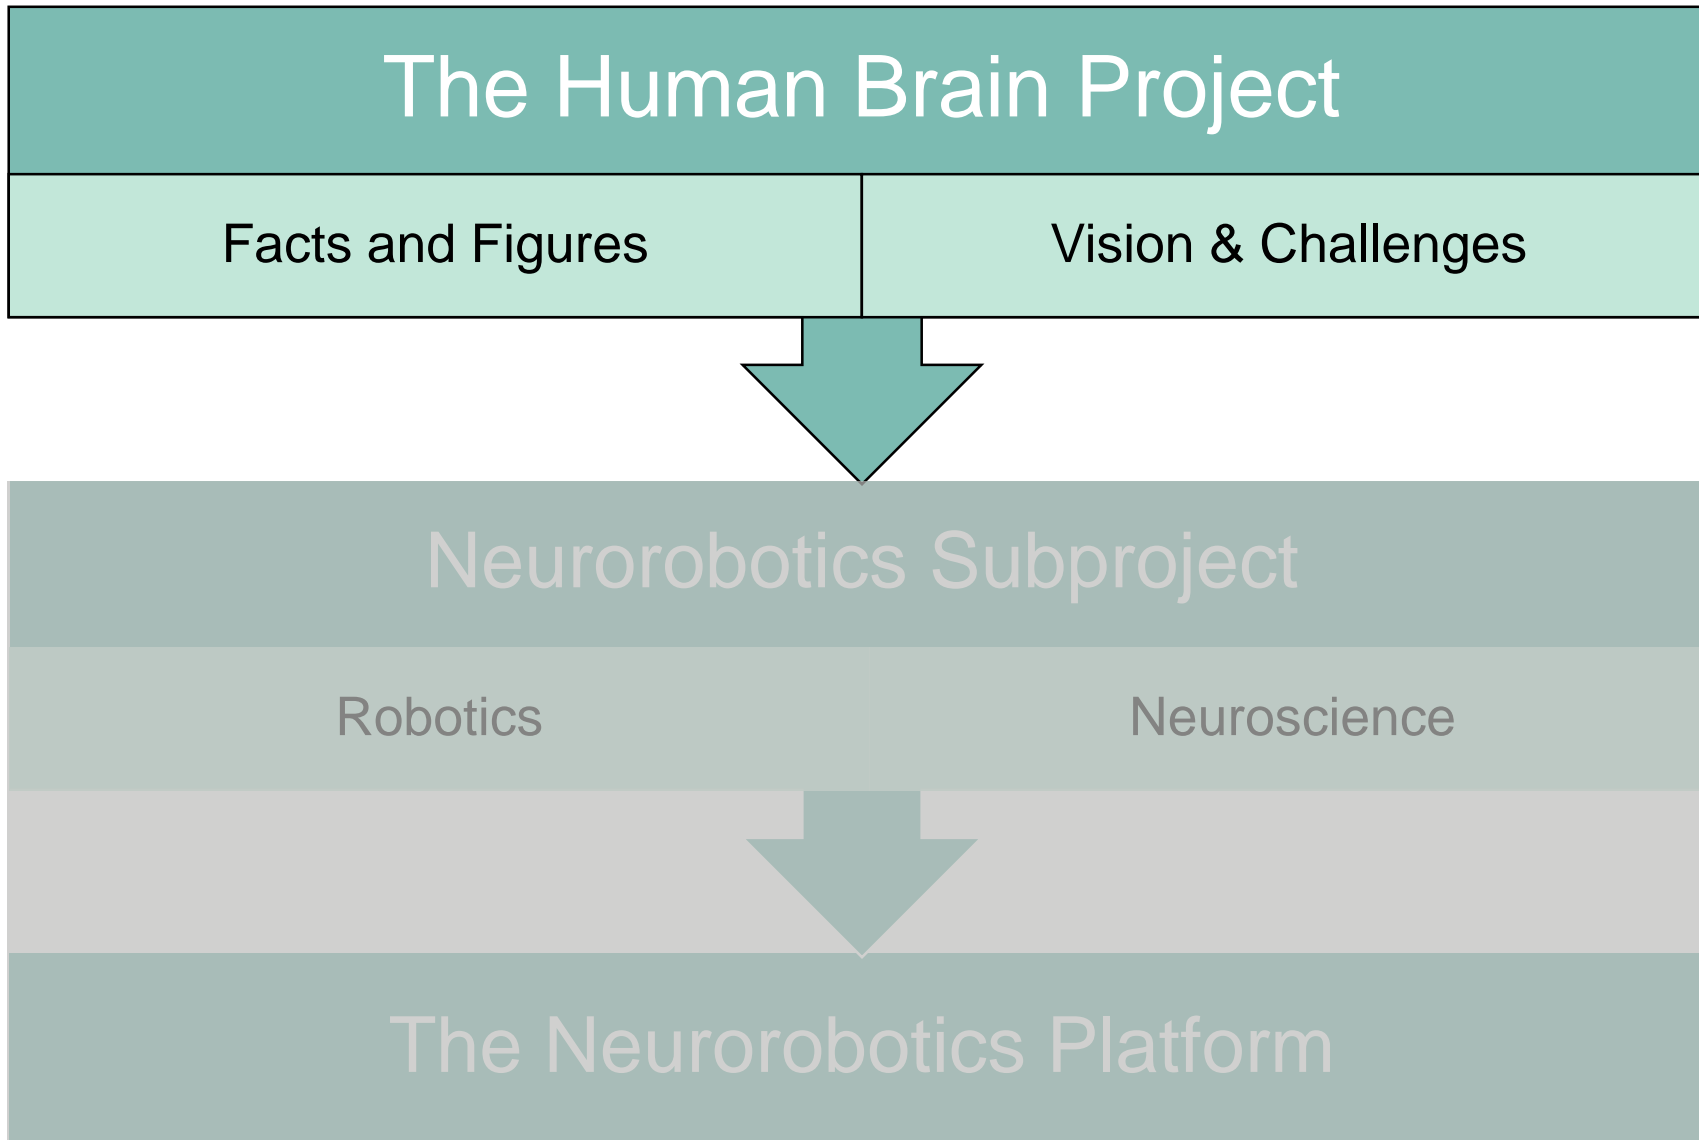 The Human Brain Project
Facts and Figures
Vision & Challenges
Neurorobotics Subproject
Robotics
Neuroscience
The Neurorobotics Platform